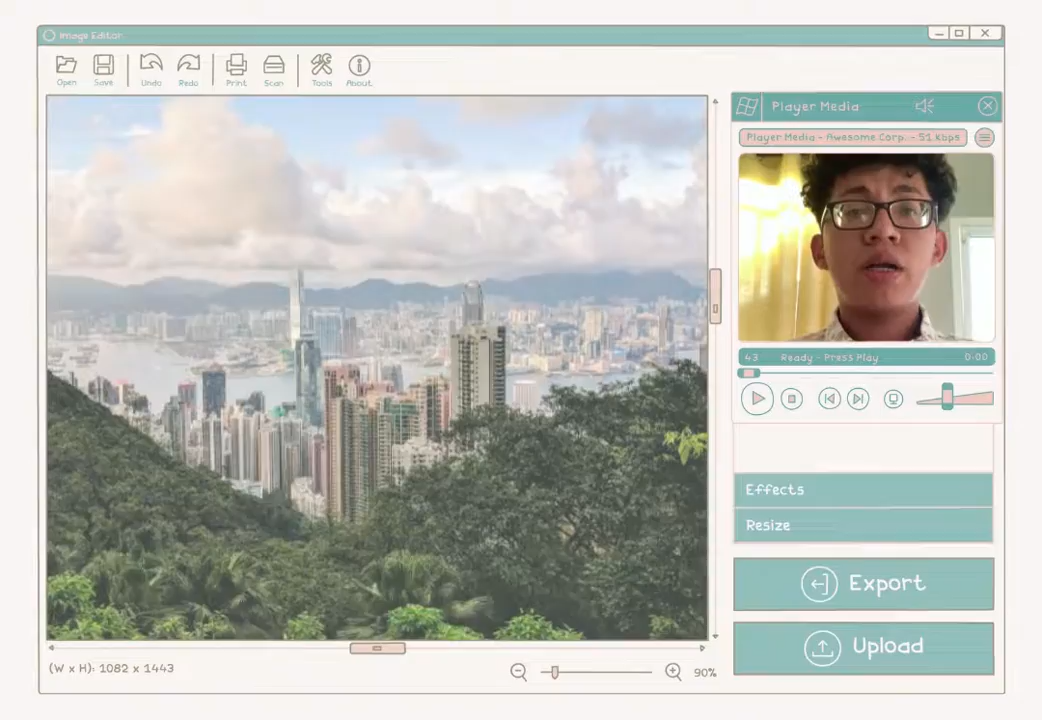 Image Editor
Open Save Undo Redo Print Scan Tools About
Player Media
Player Media - Awesome Corp. - 51 Kbps
43 Ready - Press Play 0:00
Effects
Resize
Export
Upload
(W x H): 1082 x 1443
90%